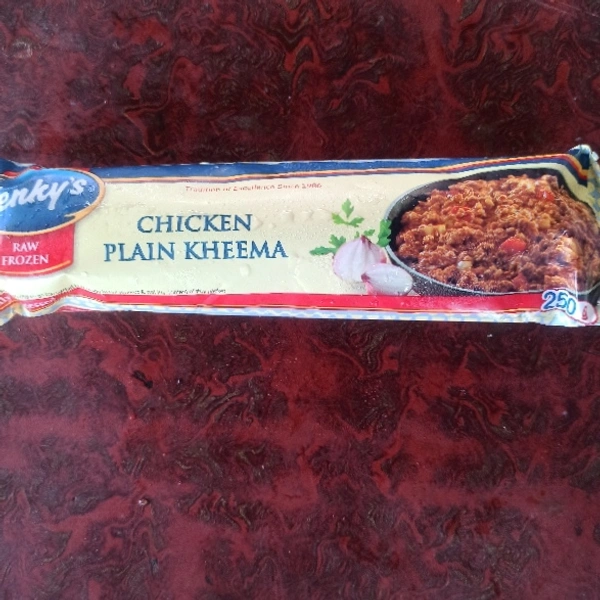 enky's
RAW
FROZEN
Tradition of Excellence Since 1986
CHICKEN
PLAIN KHEEMA
250